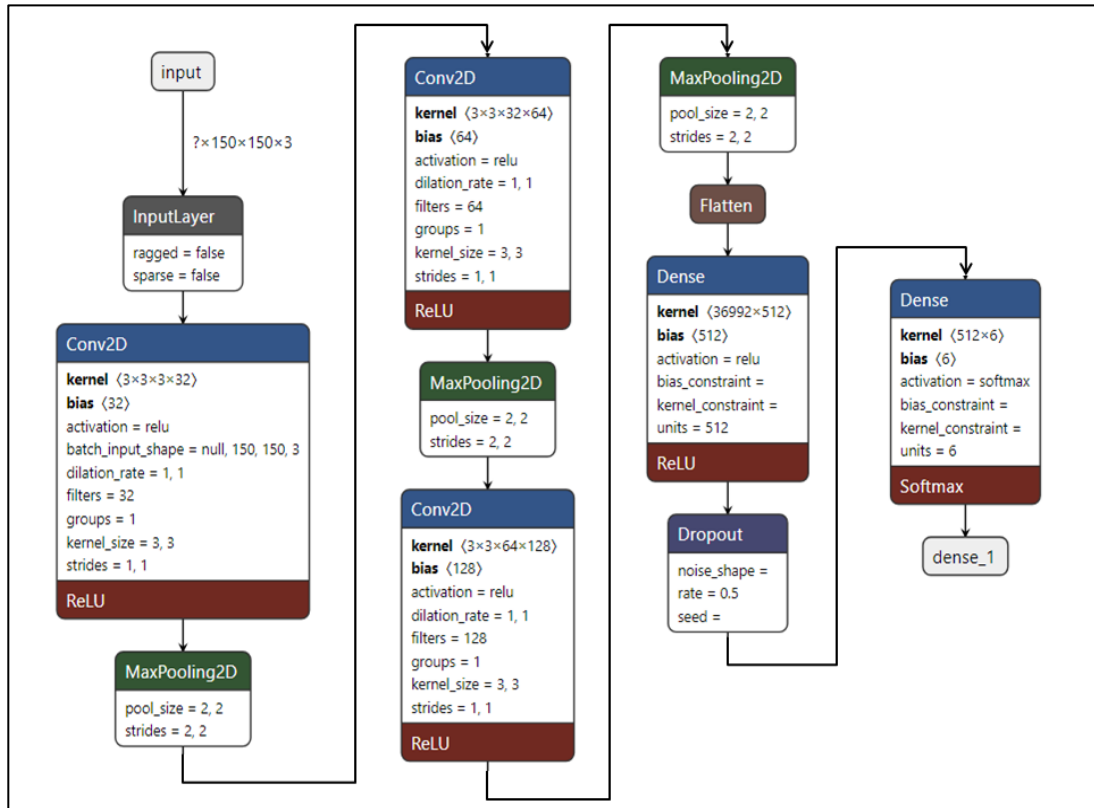 input
?×150×150×3
InputLayer
ragged = false
sparse = false
Conv2D
kernel ⟨3×3×3×32⟩
bias ⟨32⟩
activation = relu
batch_input_shape = null, 150, 150, 3
dilation_rate = 1, 1
filters = 32
groups = 1
kernel_size = 3, 3
strides = 1, 1
ReLU
MaxPooling2D
pool_size = 2, 2
strides = 2, 2
Conv2D
kernel ⟨3×3×32×64⟩
bias ⟨64⟩
activation = relu
dilation_rate = 1, 1
filters = 64
groups = 1
kernel_size = 3, 3
strides = 1, 1
ReLU
MaxPooling2D
pool_size = 2, 2
strides = 2, 2
Conv2D
kernel ⟨3×3×64×128⟩
bias ⟨128⟩
activation = relu
dilation_rate = 1, 1
filters = 128
groups = 1
kernel_size = 3, 3
strides = 1, 1
ReLU
MaxPooling2D
pool_size = 2, 2
strides = 2, 2
Flatten
Dense
kernel ⟨36992×512⟩
bias ⟨512⟩
activation = relu
bias_constraint =
kernel_constraint =
units = 512
ReLU
Dropout
noise_shape =
rate = 0.5
seed =
Dense
kernel ⟨512×6⟩
bias ⟨6⟩
activation = softmax
bias_constraint =
kernel_constraint =
units = 6
Softmax
dense_1